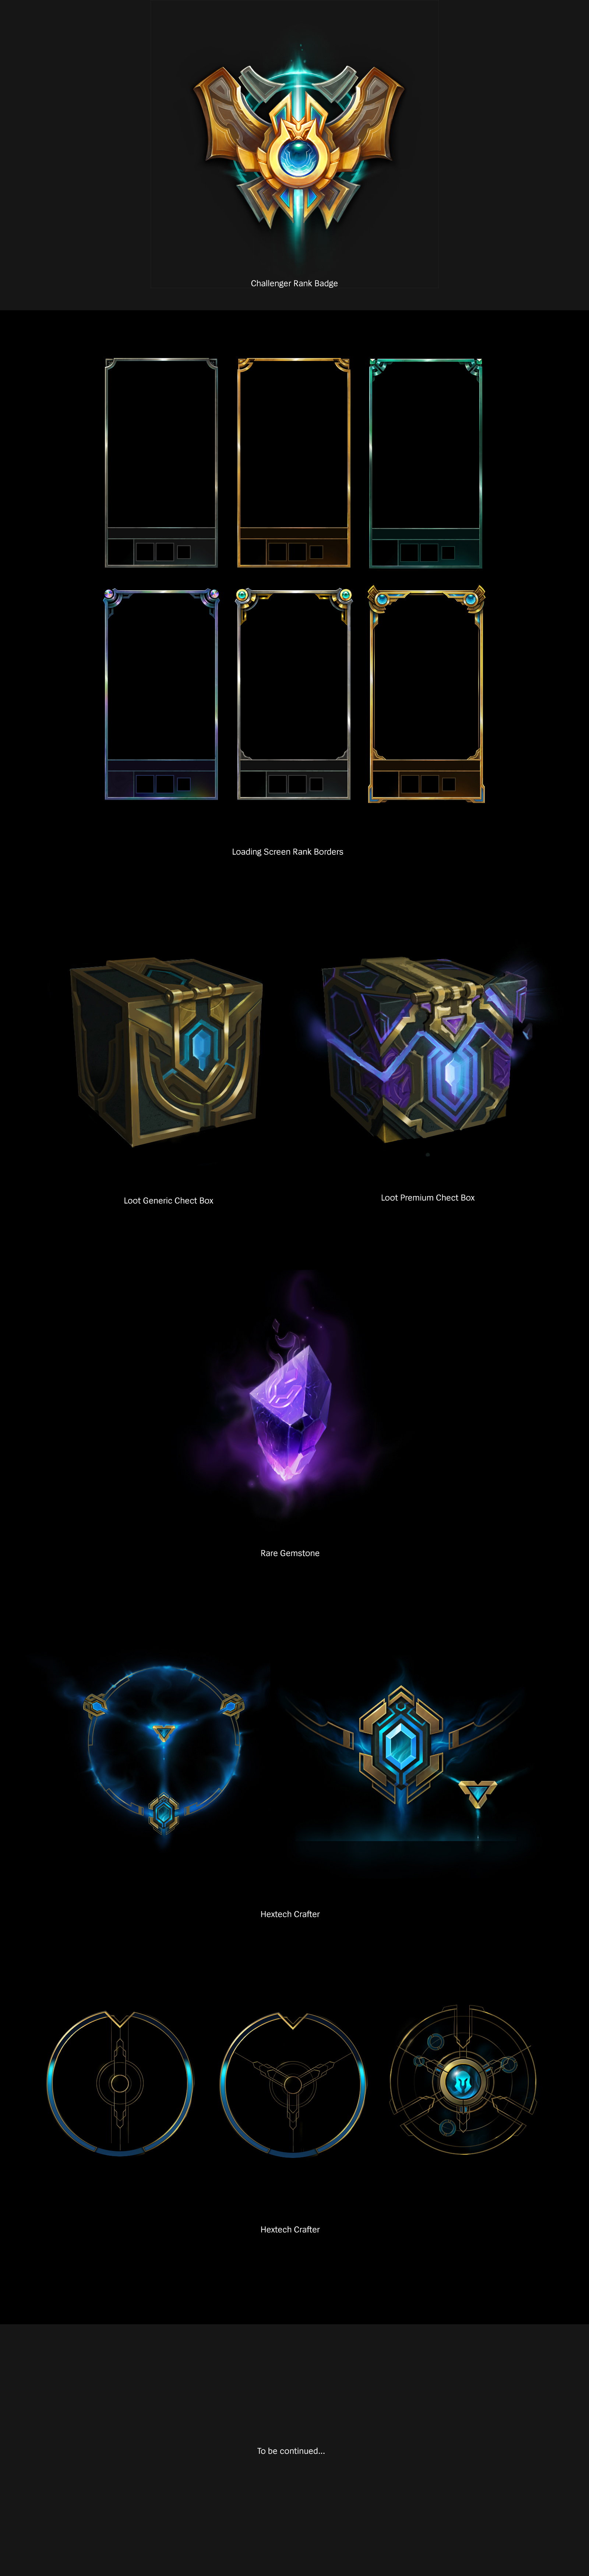 Challenger Rank Badge
Loading Screen Rank Borders
Loot Generic Chect Box
Loot Premium Chect Box
Rare Gemstone
Hextech Crafter
Hextech Crafter
To be continued...